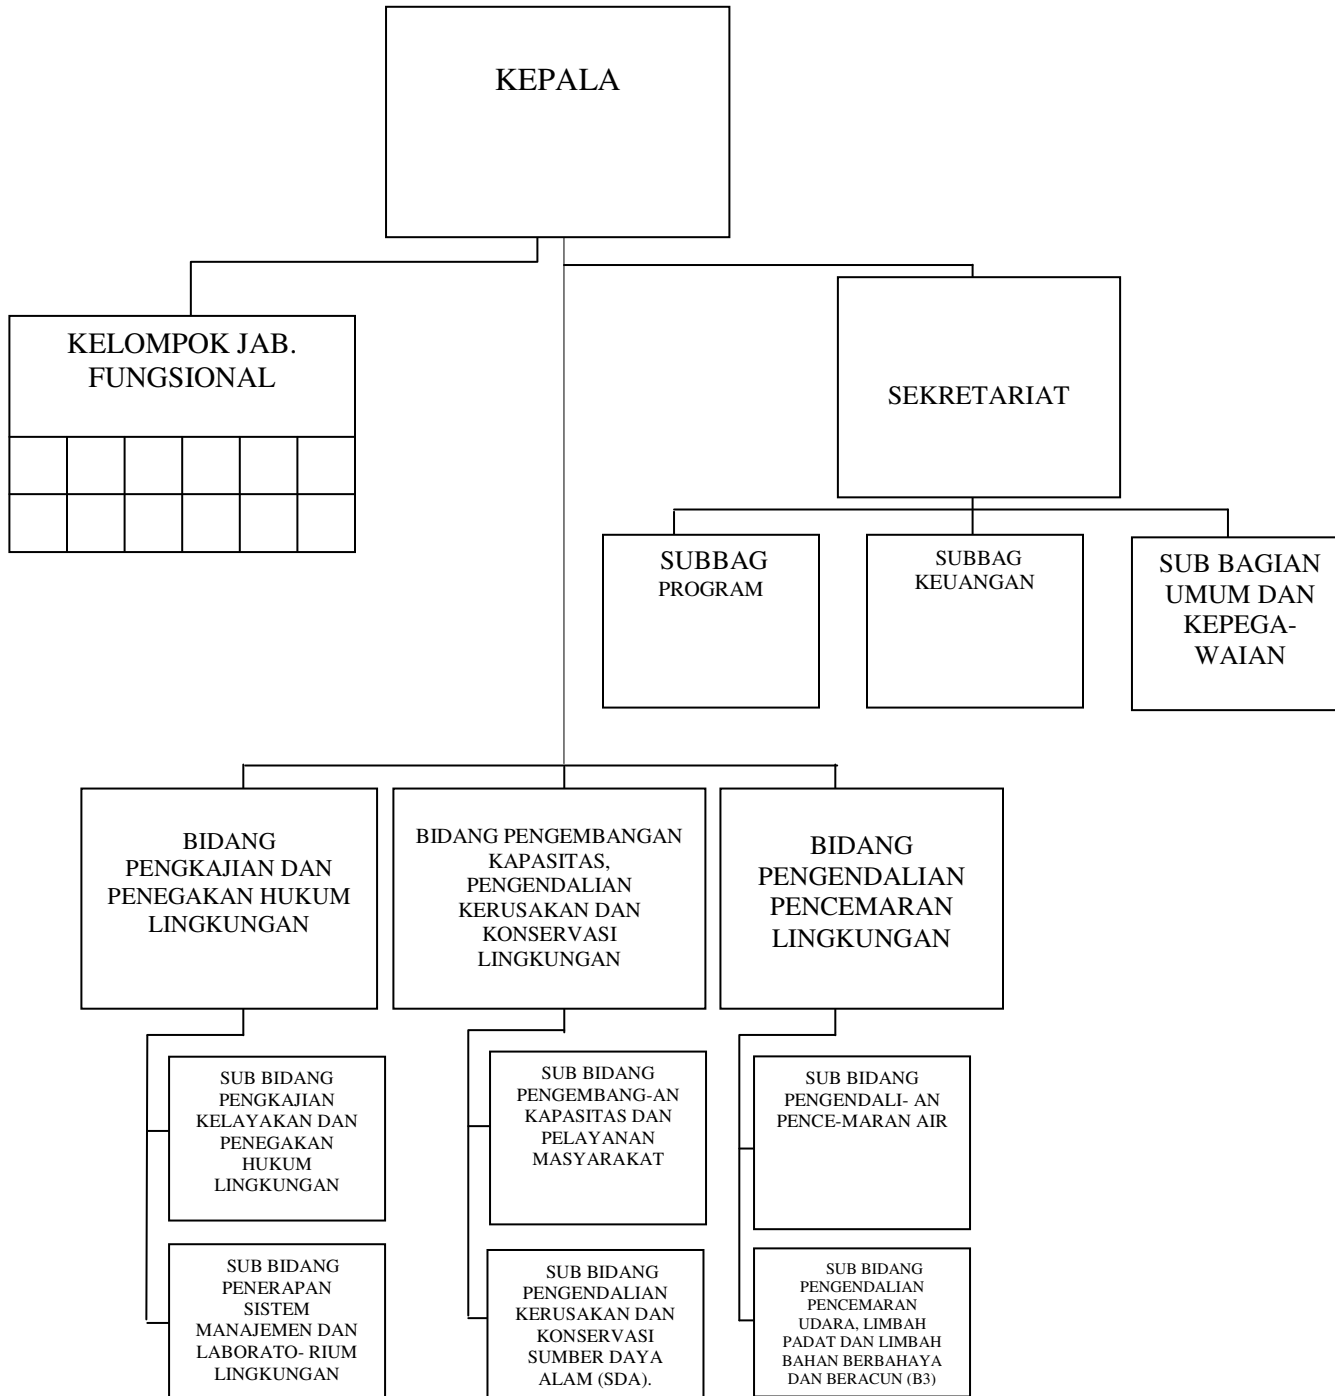 KEPALA
KELOMPOK JAB.
FUNGSIONAL
SEKRETARIAT
SUBBAG
PROGRAM
SUBBAG
KEUANGAN
SUB BAGIAN
UMUM DAN
KEPEGA-
WAIAN
BIDANG
PENGKAJIAN DAN
PENEGAKAN HUKUM
LINGKUNGAN
BIDANG PENGEMBANGAN
KAPASITAS,
PENGENDALIAN
KERUSAKAN DAN
KONSERVASI
LINGKUNGAN
BIDANG
PENGENDALIAN
PENCEMARAN
LINGKUNGAN
SUB BIDANG
PENGKAJIAN
KELAYAKAN DAN
PENEGAKAN
HUKUM
LINGKUNGAN
SUB BIDANG
PENGEMBANG-AN
KAPASITAS DAN
PELAYANAN
MASYARAKAT
SUB BIDANG
PENGENDALI- AN
PENCE-MARAN AIR
SUB BIDANG
PENERAPAN
SISTEM
MANAJEMEN DAN
LABORATO- RIUM
LINGKUNGAN
SUB BIDANG
PENGENDALIAN
KERUSAKAN DAN
KONSERVASI
SUMBER DAYA
ALAM (SDA).
SUB BIDANG
PENGENDALIAN
PENCEMARAN
UDARA, LIMBAH
PADAT DAN LIMBAH
BAHAN BERBAHAYA
DAN BERACUN (B3)